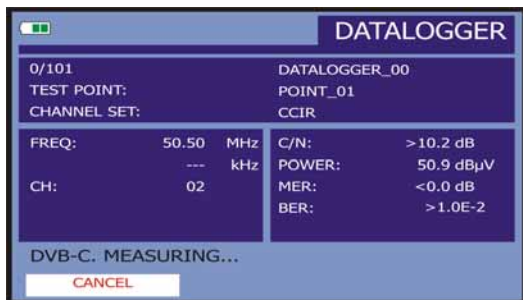 DATALOGGER
0/101 DATALOGGER_00
TEST POINT: POINT_01
CHANNEL SET: CCIR
FREQ: 50.50 MHz
--- kHz
CH: 02
C/N: >10.2 dB
POWER: 50.9 dBµV
MER: <0.0 dB
BER: >1.0E-2
DVB-C. MEASURING...
CANCEL